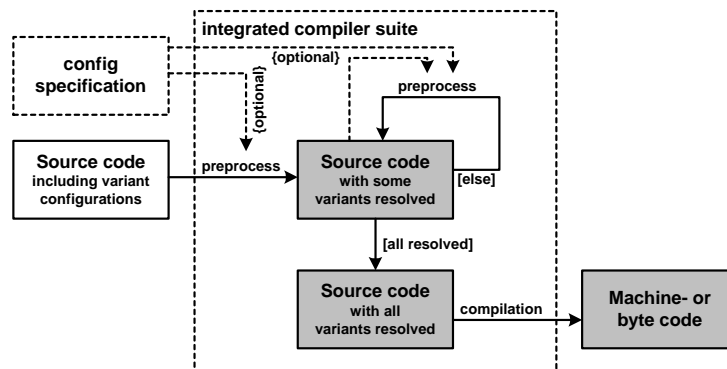 integrated compiler suite
config
specification
{optional}
{optional}
preprocess
Source code
including variant
configurations
preprocess
Source code
with some
variants resolved
[else]
[all resolved]
Source code
with all
variants resolved
compilation
Machine- or
byte code